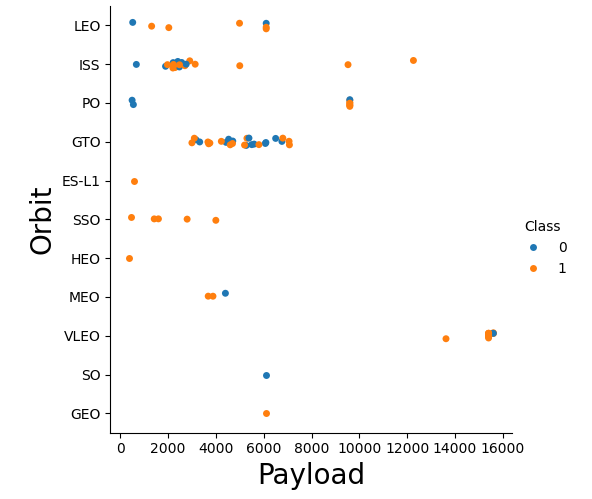 LEO
ISS
PO
GTO
ES-L1
SSO
HEO
MEO
VLEO
SO
GEO
Orbit
0 2000 4000 6000 8000 10000 12000 14000 16000
Payload
Class
0
1